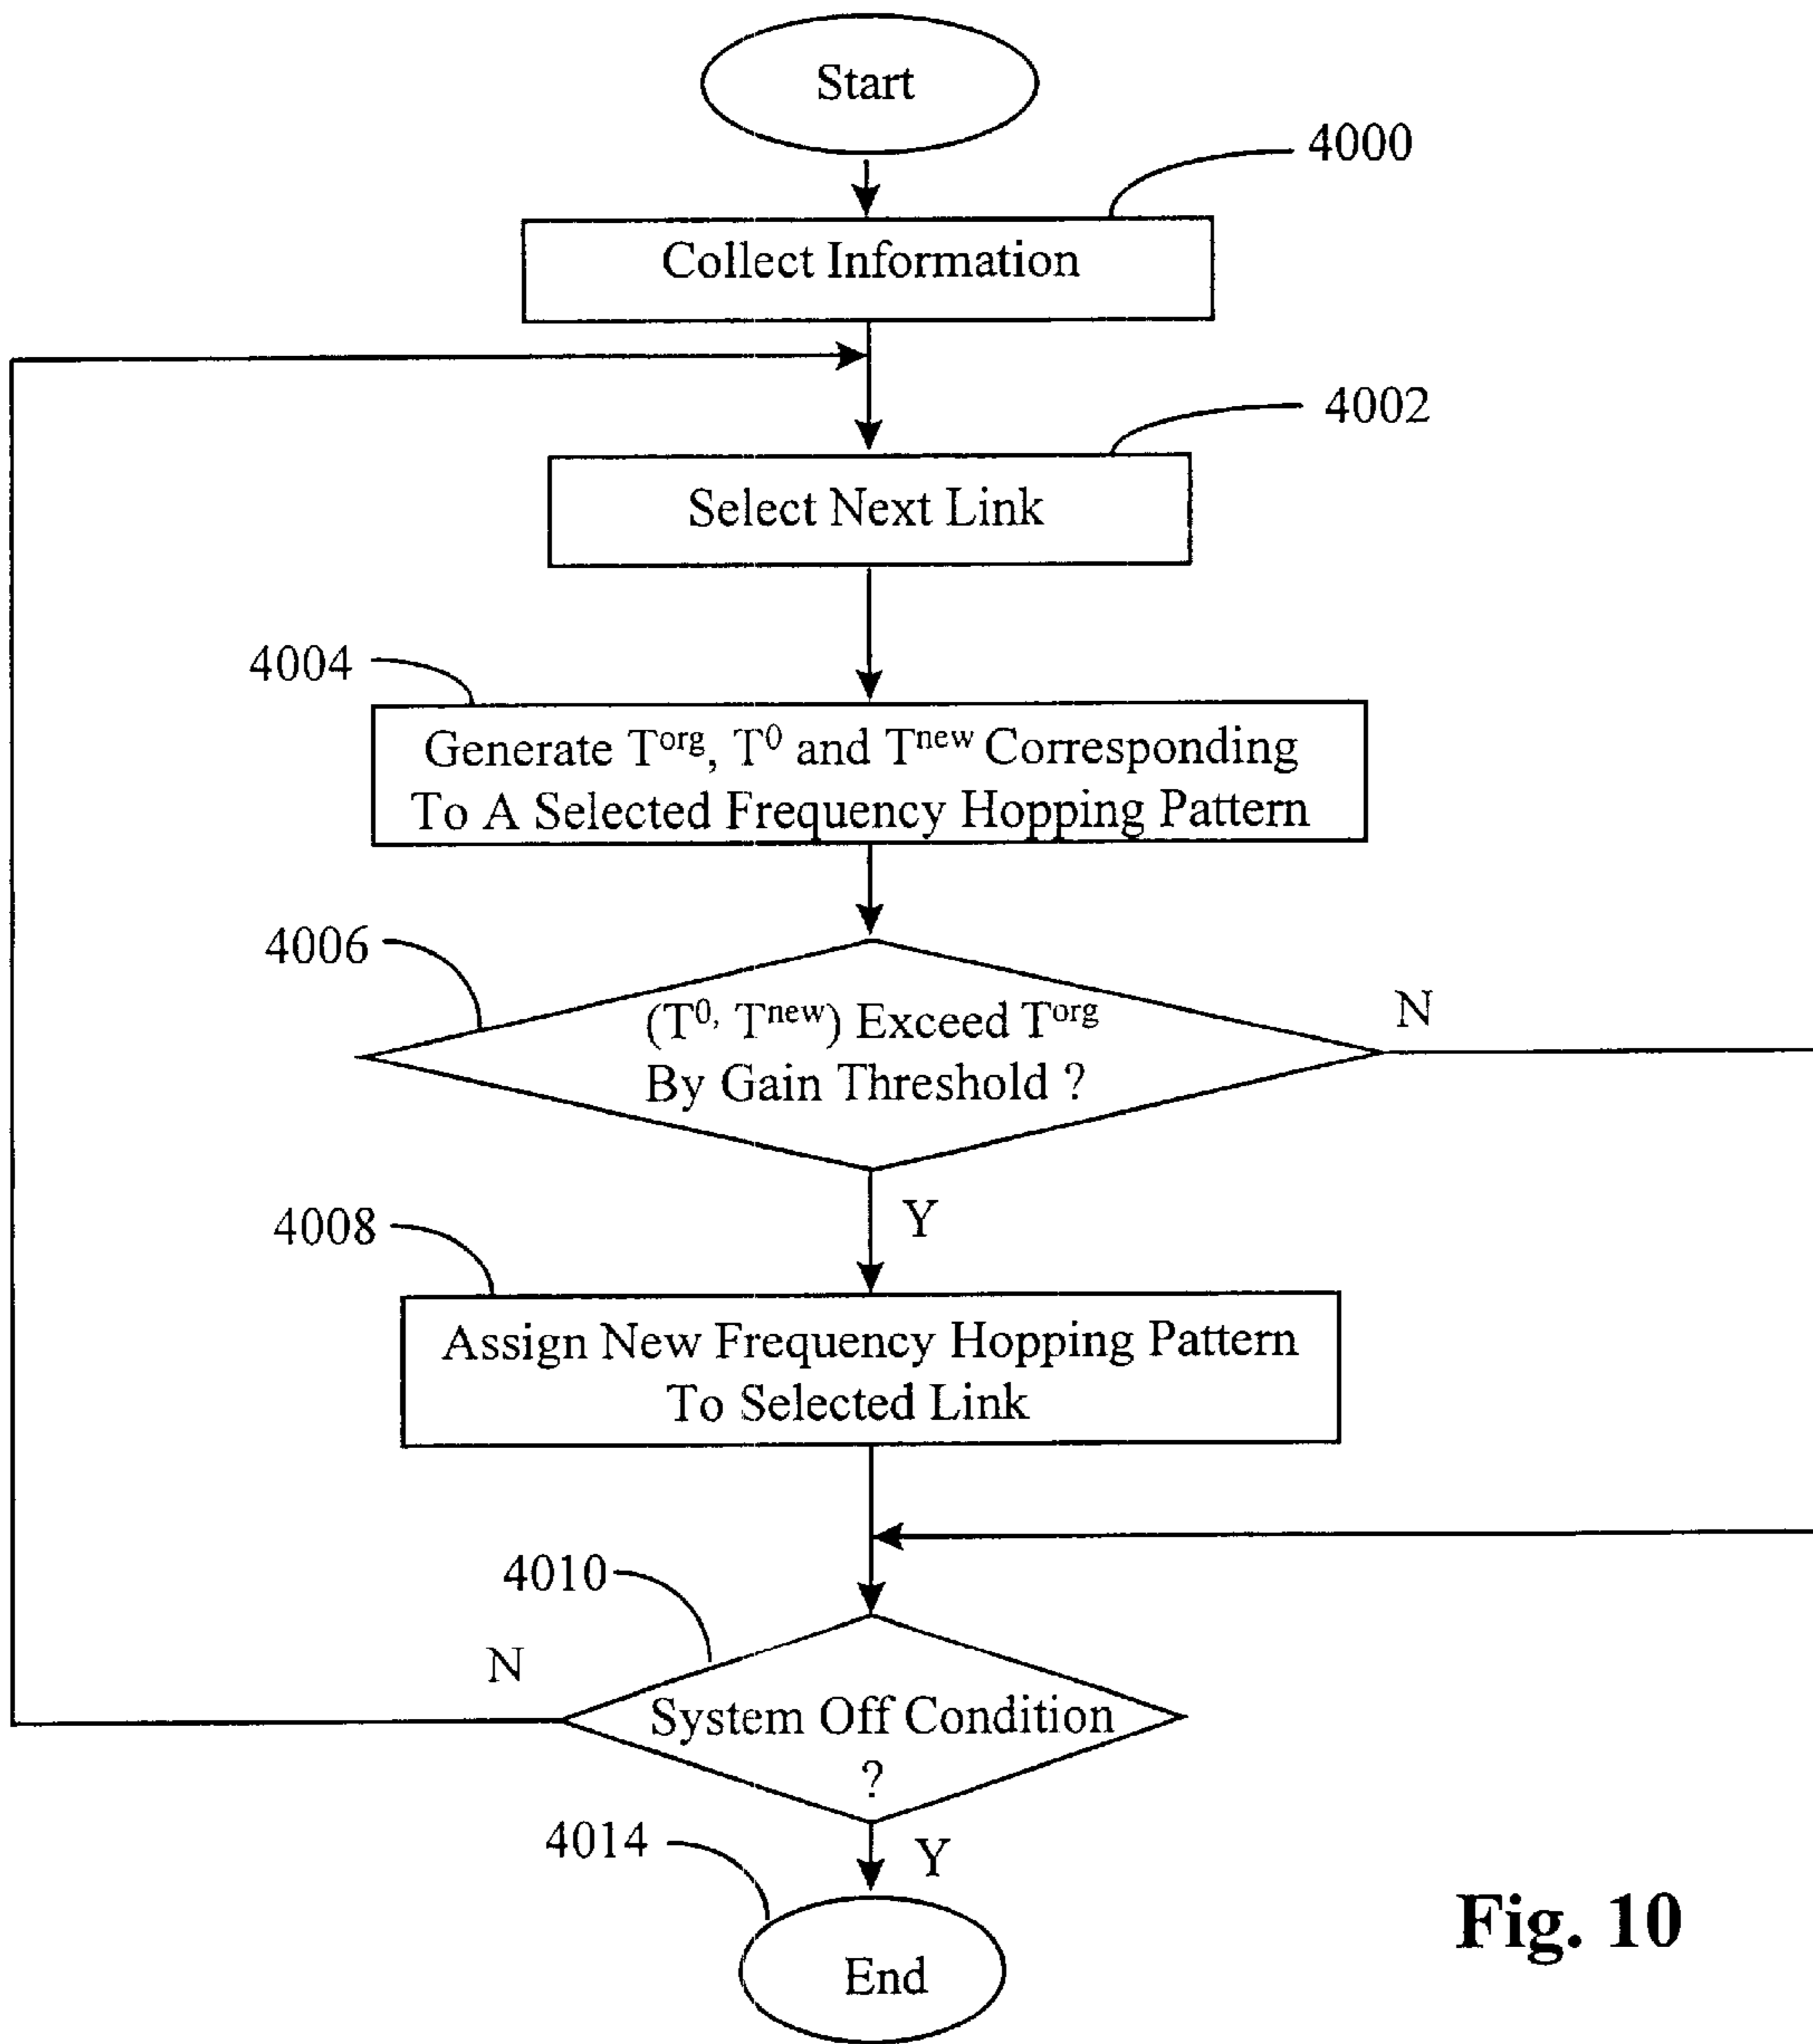 Start
4000
Collect Information
4002
Select Next Link
4004
Generate T^org, T^0 and T^new Corresponding
To A Selected Frequency Hopping Pattern
4006
(T^0, T^new) Exceed T^org
By Gain Threshold ?
N
Y
4008
Assign New Frequency Hopping Pattern
To Selected Link
4010
N
System Off Condition
?
4014
Y
End
Fig. 10